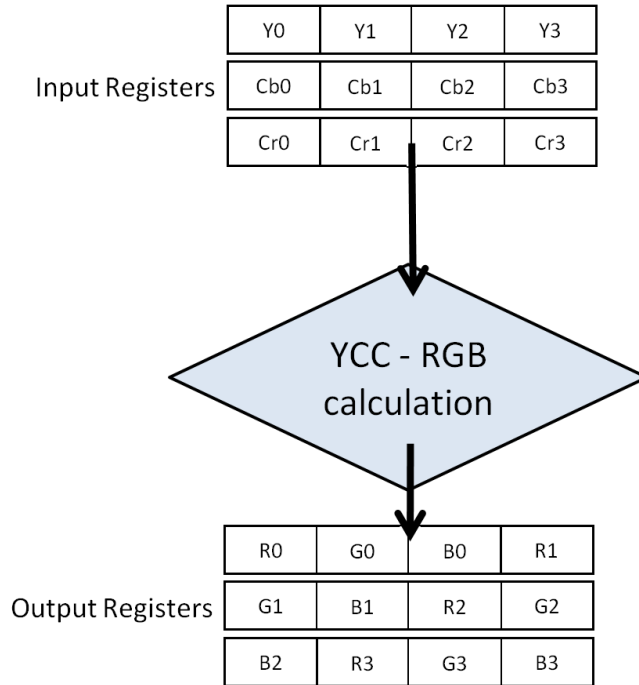 Y0 Y1 Y2 Y3
Input Registers Cb0 Cb1 Cb2 Cb3
Cr0 Cr1 Cr2 Cr3
YCC - RGB
calculation
R0 G0 B0 R1
Output Registers G1 B1 R2 G2
B2 R3 G3 B3